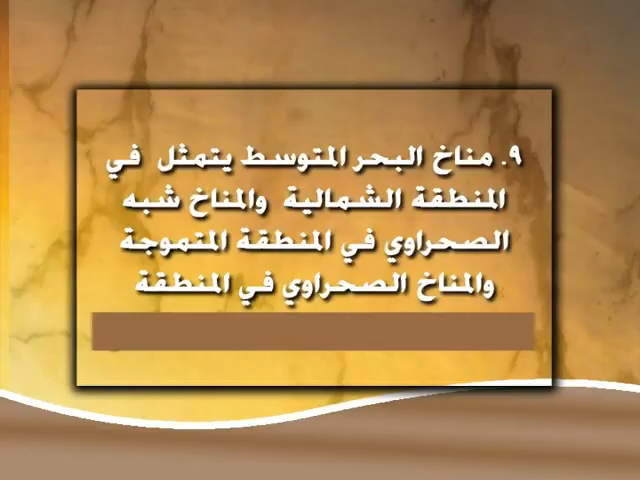 ٩. مناخ البحر المتوسط يتمثل في
المنطقة الشمالية والمناخ شبه
الصحراوي في المنطقة المتموجة
والمناخ الصحراوي في المنطقة